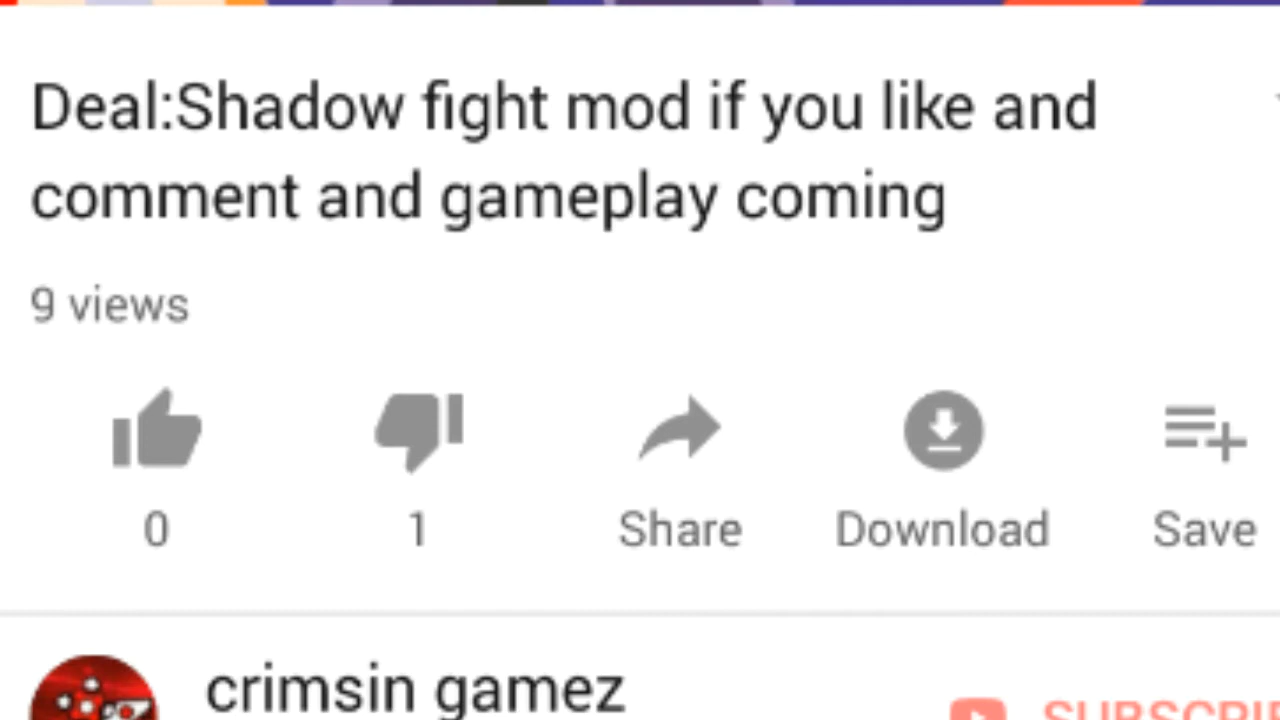 Deal:Shadow fight mod if you like and
comment and gameplay coming
9 views
0 1 Share Download Save
crimsin gamez